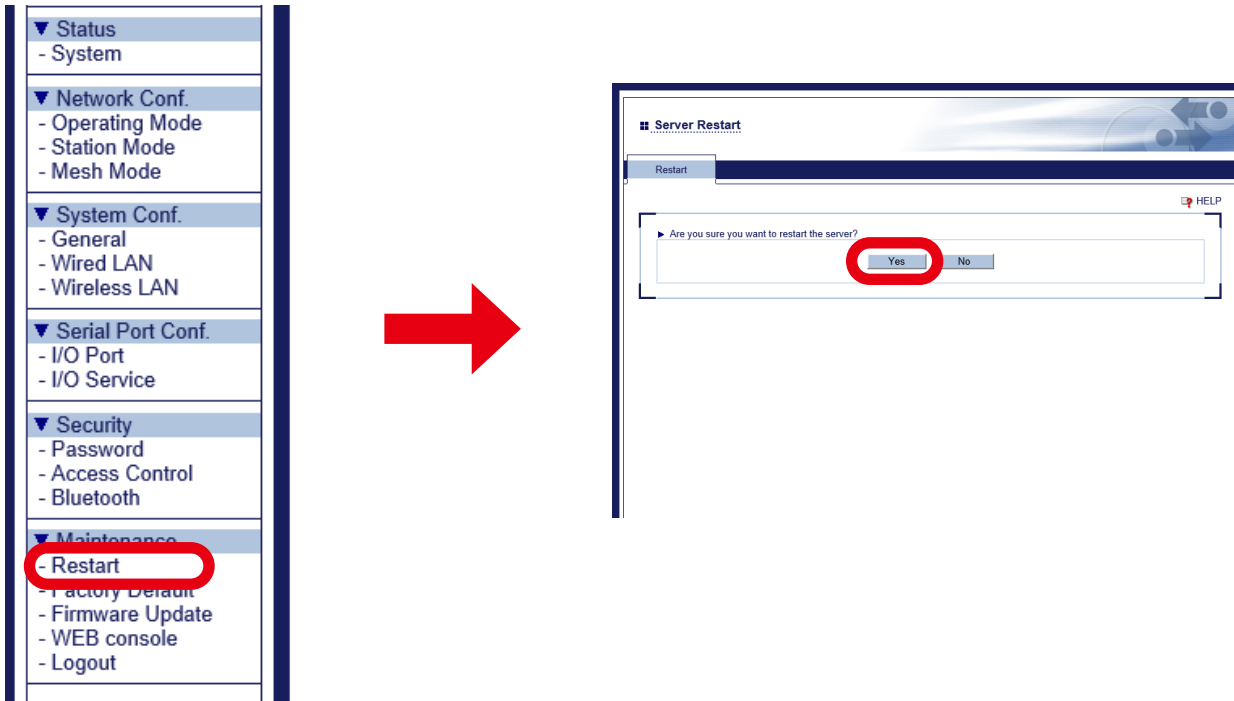 ▼ Status
- System
▼ Network Conf.
- Operating Mode
- Station Mode
- Mesh Mode
▼ System Conf.
- General
- Wired LAN
- Wireless LAN
▼ Serial Port Conf.
- I/O Port
- I/O Service
▼ Security
- Password
- Access Control
- Bluetooth
▼ Maintenance
- Restart
- Factory Default
- Firmware Update
- WEB console
- Logout
Server Restart
Restart
HELP
Are you sure you want to restart the server?
Yes No